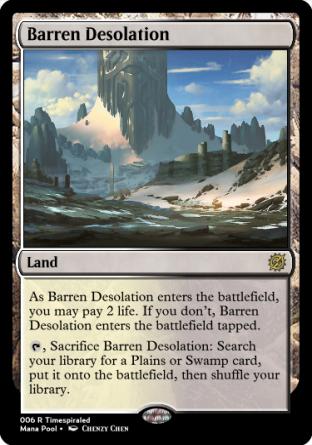 Barren Desolation
Land
As Barren Desolation enters the battlefield,
you may pay 2 life. If you don't, Barren
Desolation enters the battlefield tapped.
, Sacrifice Barren Desolation: Search
your library for a Plains or Swamp card,
put it onto the battlefield, then shuffle your
library.
006 R Timespiraled
Mana Pool • Chenzy Chen